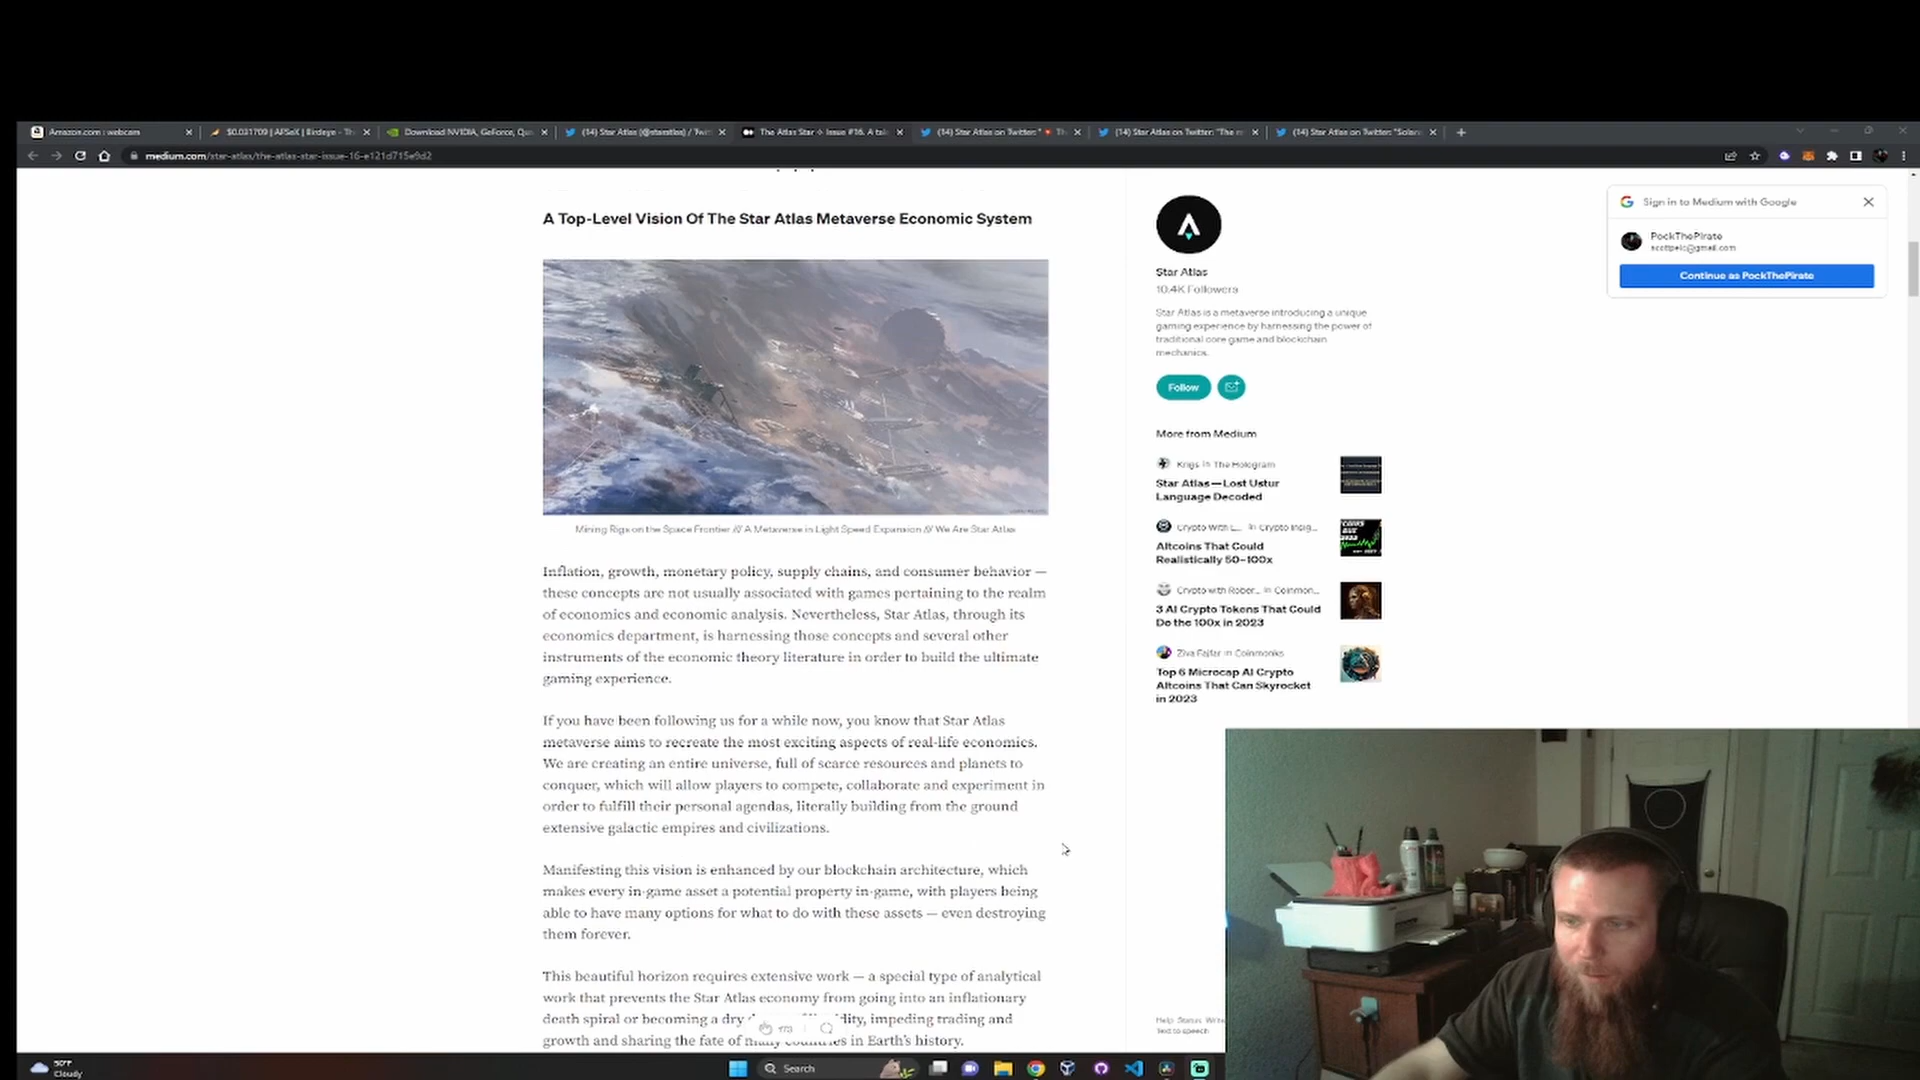 Amazon.com : webcam
$0.031709 | APSeX | Birdeye - Th
Download NVIDIA, GeForce, Qua
(14) Star Atlas (@staratlas) / Twit
The Atlas Star ✧ Issue #16. A tal
(14) Star Atlas on Twitter: "
(14) Star Atlas on Twitter: "The
(14) Star Atlas on Twitter: "Solan
medium.com/star-atlas/the-atlas-star-issue-16-e121d715e9d2
A Top-Level Vision Of The Star Atlas Metaverse Economic System
Mining Rigs on the Space Frontier /// A Metaverse in Light Speed Expansion /// We Are Star Atlas
Inflation, growth, monetary policy, supply chains, and consumer behavior —
these concepts are not usually associated with games pertaining to the realm
of economics and economic analysis. Nevertheless, Star Atlas, through its
economics department, is harnessing those concepts and several other
instruments of the economic theory literature in order to build the ultimate
gaming experience.
If you have been following us for a while now, you know that Star Atlas
metaverse aims to recreate the most exciting aspects of real-life economics.
We are creating an entire universe, full of scarce resources and planets to
conquer, which will allow players to compete, collaborate and experiment in
order to fulfill their personal agendas, literally building from the ground
extensive galactic empires and civilizations.
Manifesting this vision is enhanced by our blockchain architecture, which
makes every in-game asset a potential property in-game, with players being
able to have many options for what to do with these assets — even destroying
them forever.
This beautiful horizon requires extensive work — a special type of analytical
work that prevents the Star Atlas economy from going into an inflationary
death spiral or becoming a dry
impeding trading and
growth and sharing the fate of many countries in Earth's history.
Star Atlas
10.4K Followers
Star Atlas is a metaverse introducing a unique
gaming experience by harnessing the power of
traditional core game and blockchain
mechanics.
Follow
More from Medium
Krigs in The Hologram
Star Atlas — Lost Ustur
Language Decoded
Crypto With L... in Crypto Insig...
Altcoins That Could
Realistically 50–100x
Crypto with Rober... in Coinmon...
3 AI Crypto Tokens That Could
Do the 100x in 2023
Ziva Fajfar in Coinmonks
Top 6 Microcap AI Crypto
Altcoins That Can Skyrocket
in 2023
Help Status Write
Text to speech
Sign in to Medium with Google
PockThePirate
Continue as PockThePirate
50°F
Cloudy
Search